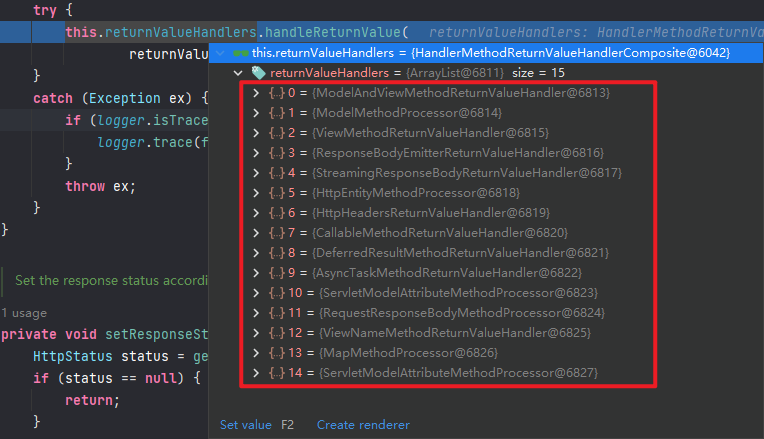 try {
this.returnValueHandlers.handleReturnValue( returnValueHandlers: HandlerMethodReturnVa
returnValu
this.returnValueHandlers = {HandlerMethodReturnValueHandlerComposite@6042}
returnValueHandlers = {ArrayList@6811} size = 15
}
0 = {ModelAndViewMethodReturnValueHandler@6813}
catch (Exception ex) {
1 = {ModelMethodProcessor@6814}
if (logger.isTrace
2 = {ViewMethodReturnValueHandler@6815}
logger.trace(f
3 = {ResponseBodyEmitterReturnValueHandler@6816}
}
4 = {StreamingResponseBodyReturnValueHandler@6817}
throw ex;
5 = {HttpEntityMethodProcessor@6818}
}
6 = {HttpHeadersReturnValueHandler@6819}
}
7 = {CallableMethodReturnValueHandler@6820}
8 = {DeferredResultMethodReturnValueHandler@6821}
9 = {AsyncTaskMethodReturnValueHandler@6822}
Set the response status accordi
10 = {ServletModelAttributeMethodProcessor@6823}
1 usage
11 = {RequestResponseBodyMethodProcessor@6824}
private void setResponseSt
12 = {ViewNameMethodReturnValueHandler@6825}
HttpStatus status = ge
13 = {MapMethodProcessor@6826}
if (status == null) {
14 = {ServletModelAttributeMethodProcessor@6827}
return;
}
Set value F2 Create renderer